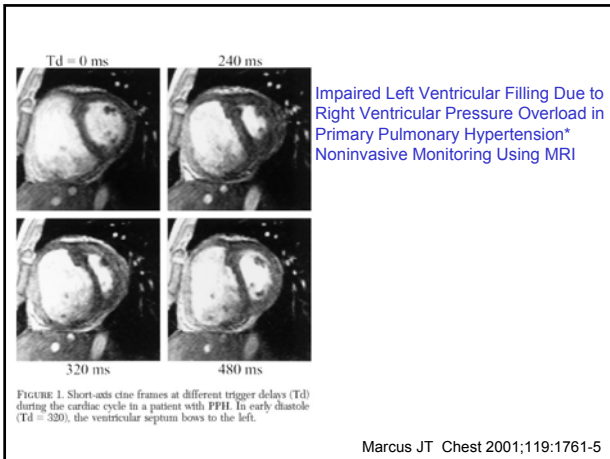 Td = 0 ms
240 ms
Impaired Left Ventricular Filling Due to
Right Ventricular Pressure Overload in
Primary Pulmonary Hypertension*
Noninvasive Monitoring Using MRI
320 ms
480 ms
FIGURE 1. Short-axis cine frames at different trigger delays (Td)
during the cardiac cycle in a patient with PPH. In early diastole
(Td = 320), the ventricular septum bows to the left.
Marcus JT Chest 2001;119:1761-5